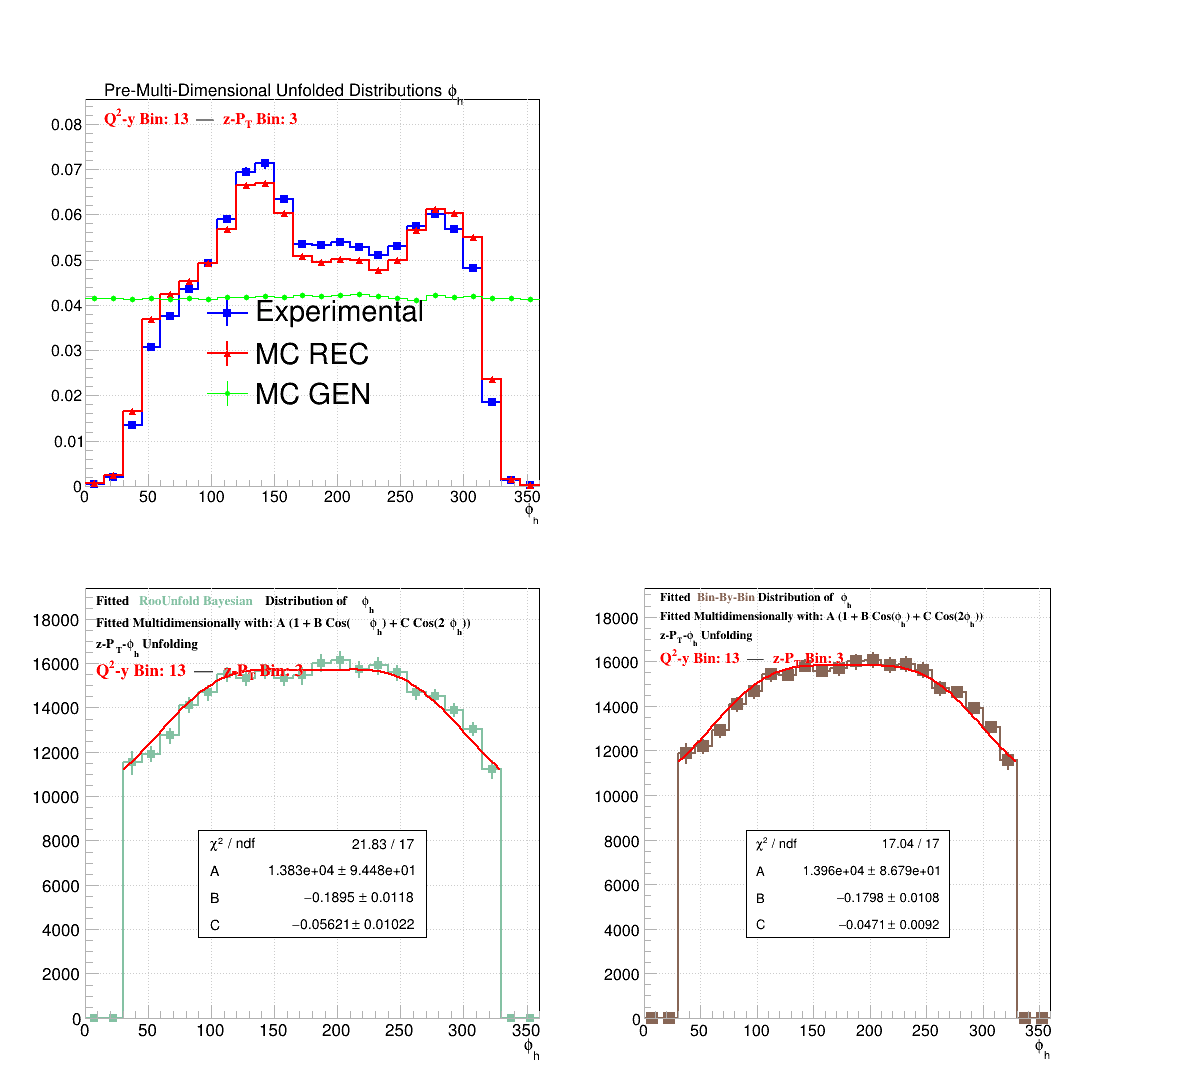 Pre-Multi-Dimensional Unfolded Distributions ϕh
Q²-y Bin: 13 — z-PT Bin: 3
0.08
0.07
0.06
0.05
0.04
0.03
0.02
0.01
0
Experimental
MC REC
MC GEN
0 50 100 150 200 250 300 350
ϕh
Fitted RooUnfold Bayesian Distribution of ϕh
Fitted Multidimensionally with: A (1 + B Cos( ϕh) + C Cos(2 ϕh))
z-PT-ϕh Unfolding
Q²-y Bin: 13 — z-PT Bin: 3
18000
16000
14000
12000
10000
8000
6000
4000
2000
0
χ² / ndf 21.83 / 17
A 1.383e+04 ± 9.448e+01
B −0.1895 ± 0.0118
C −0.05621 ± 0.01022
0 50 100 150 200 250 300 350
ϕh
Fitted Bin-By-Bin Distribution of ϕh
Fitted Multidimensionally with: A (1 + B Cos(ϕh) + C Cos(2ϕh))
z-PT-ϕh Unfolding
Q²-y Bin: 13 — z-PT Bin: 3
18000
16000
14000
12000
10000
8000
6000
4000
2000
0
χ² / ndf 17.04 / 17
A 1.396e+04 ± 8.679e+01
B −0.1798 ± 0.0108
C −0.0471 ± 0.0092
0 50 100 150 200 250 300 350
ϕh